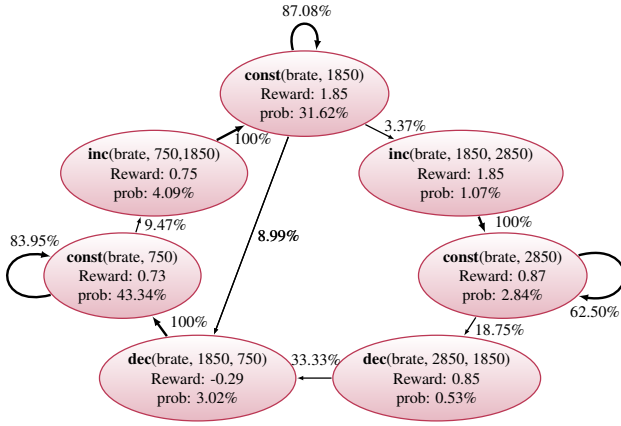 87.08%
const(brate, 1850)
Reward: 1.85
prob: 31.62%
3.37%
100%
inc(brate, 750,1850)
Reward: 0.75
prob: 4.09%
inc(brate, 1850, 2850)
Reward: 1.85
prob: 1.07%
9.47%
8.99%
100%
83.95%
const(brate, 750)
Reward: 0.73
prob: 43.34%
const(brate, 2850)
Reward: 0.87
prob: 2.84%
62.50%
100%
18.75%
dec(brate, 1850, 750)
Reward: -0.29
prob: 3.02%
33.33%
dec(brate, 2850, 1850)
Reward: 0.85
prob: 0.53%